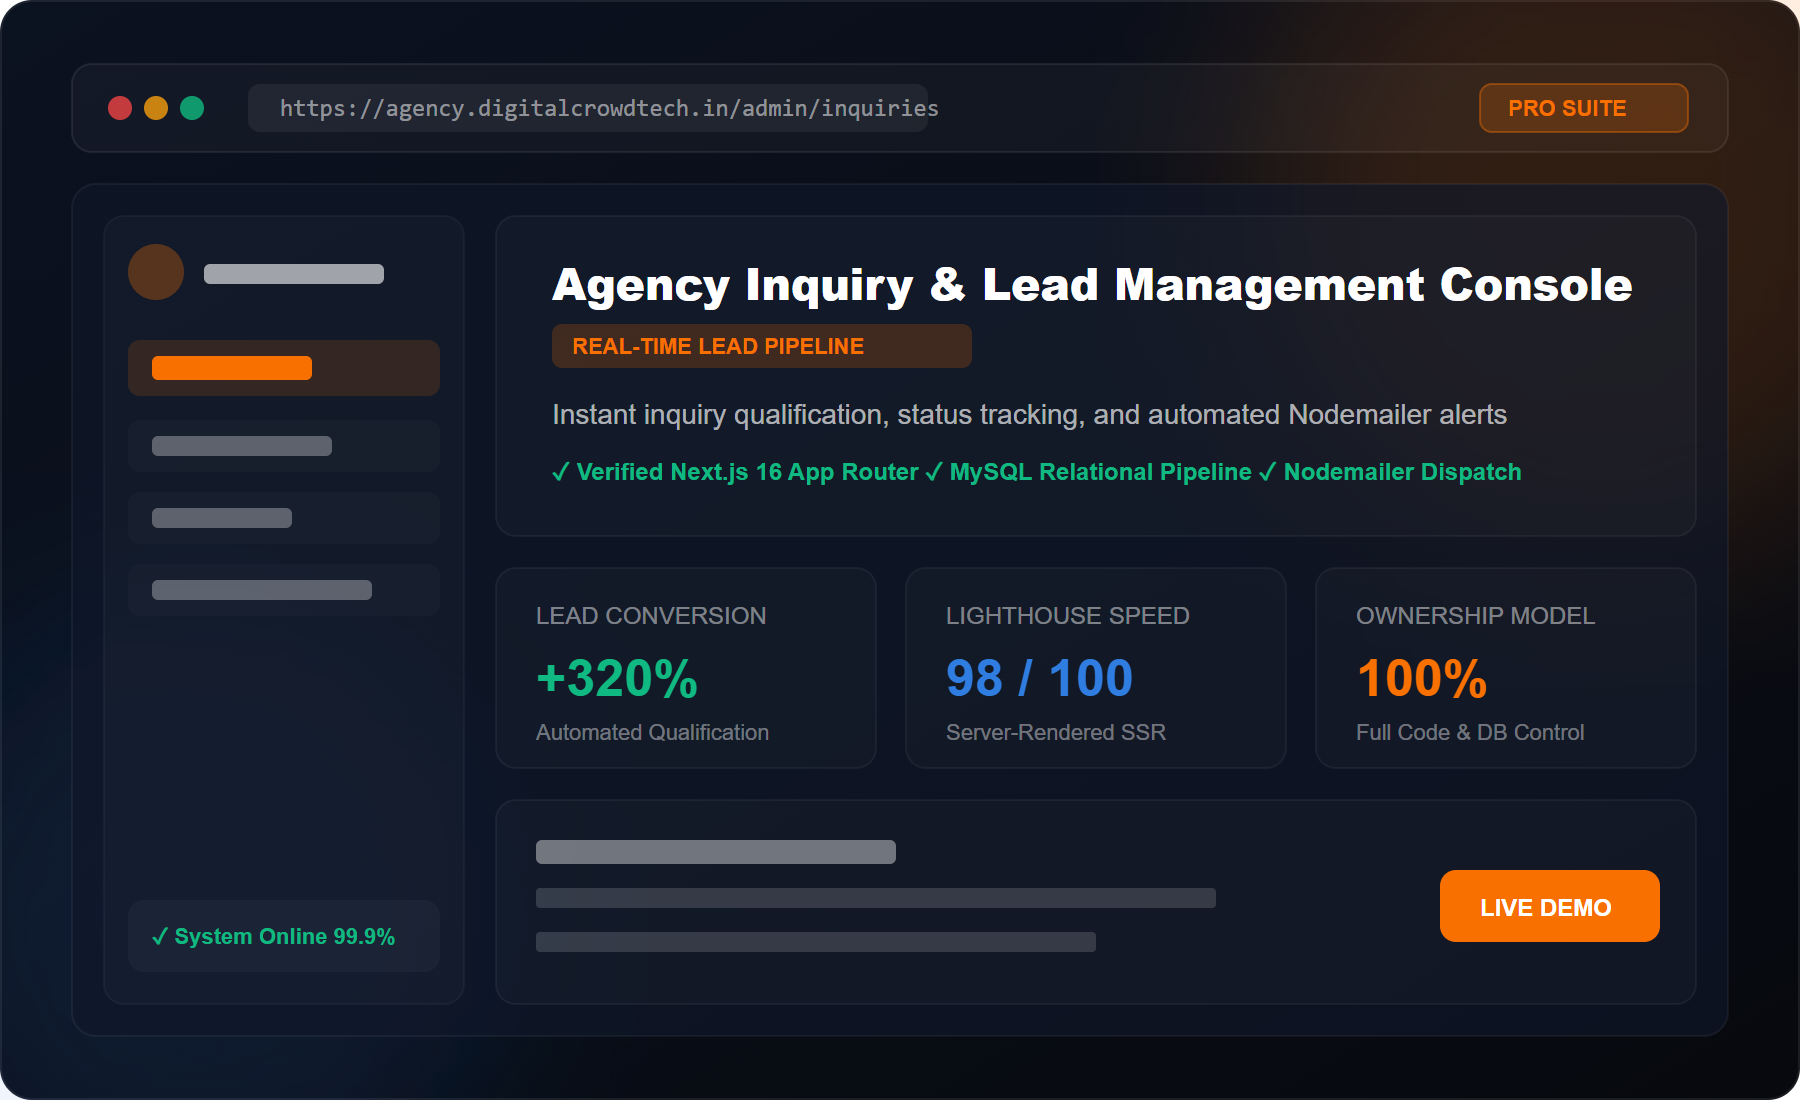 https://agency.digitalcrowdtech.in/admin/inquiries
PRO SUITE
Agency Inquiry & Lead Management Console
REAL-TIME LEAD PIPELINE
Instant inquiry qualification, status tracking, and automated Nodemailer alerts
✓ Verified Next.js 16 App Router ✓ MySQL Relational Pipeline ✓ Nodemailer Dispatch
LEAD CONVERSION
+320%
Automated Qualification
LIGHTHOUSE SPEED
98 / 100
Server-Rendered SSR
OWNERSHIP MODEL
100%
Full Code & DB Control
✓ System Online 99.9%
LIVE DEMO